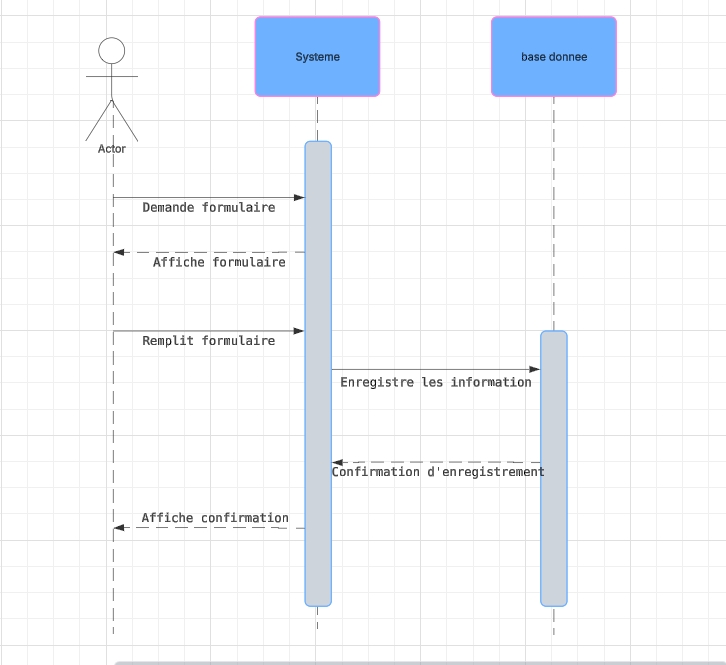 Systeme
base donnee
Actor
Demande formulaire
Affiche formulaire
Remplit formulaire
Enregistre les information
Confirmation d'enregistrement
Affiche confirmation